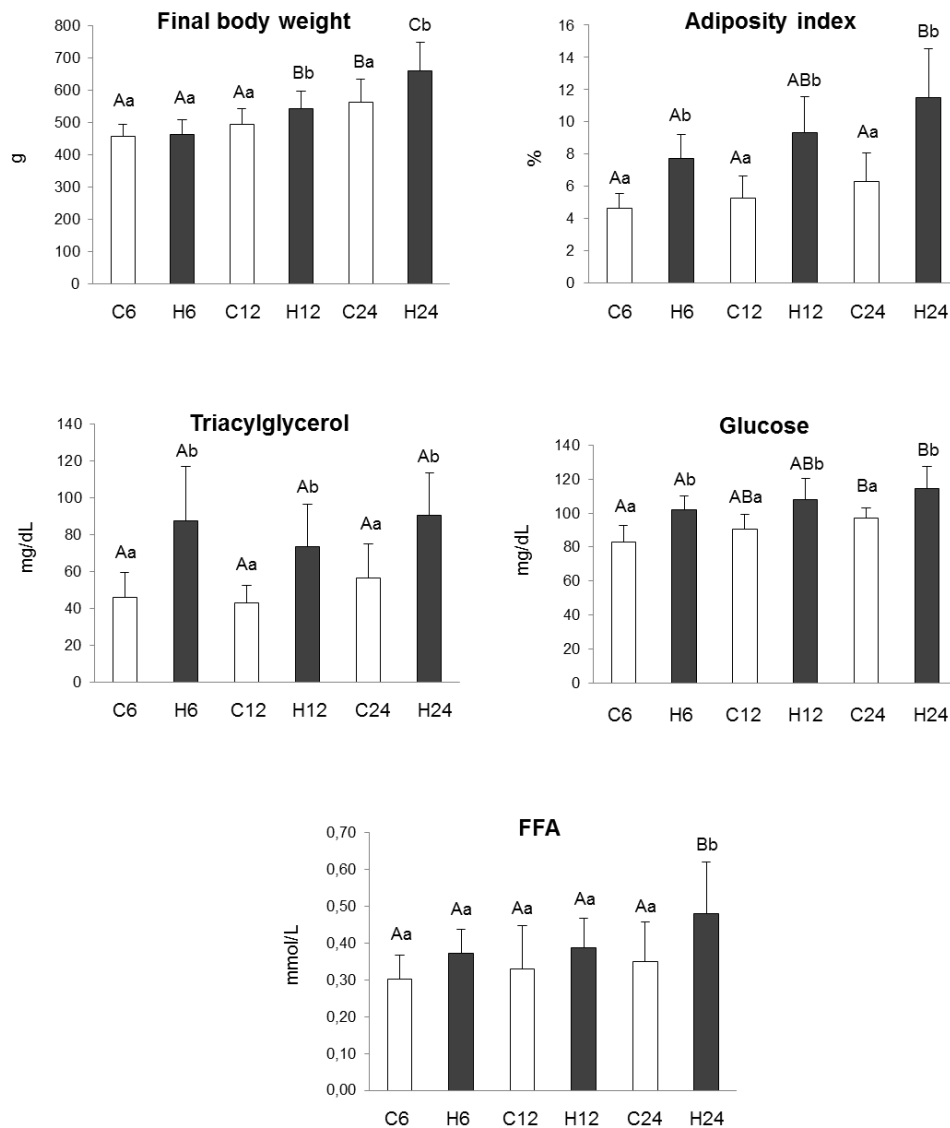 Final body weight
g
800
700
600
500
400
300
200
100
0
Aa Aa Aa Bb Ba Cb
C6 H6 C12 H12 C24 H24
Adiposity index
%
16
14
12
10
8
6
4
2
0
Aa Ab Aa ABb Aa Bb
C6 H6 C12 H12 C24 H24
Triacylglycerol
mg/dL
140
120
100
80
60
40
20
0
Aa Ab Aa Ab Aa Ab
C6 H6 C12 H12 C24 H24
Glucose
mg/dL
140
120
100
80
60
40
20
0
Aa Ab ABa ABb Ba Bb
C6 H6 C12 H12 C24 H24
FFA
mmol/L
0,70
0,60
0,50
0,40
0,30
0,20
0,10
0,00
Aa Aa Aa Aa Aa Bb
C6 H6 C12 H12 C24 H24